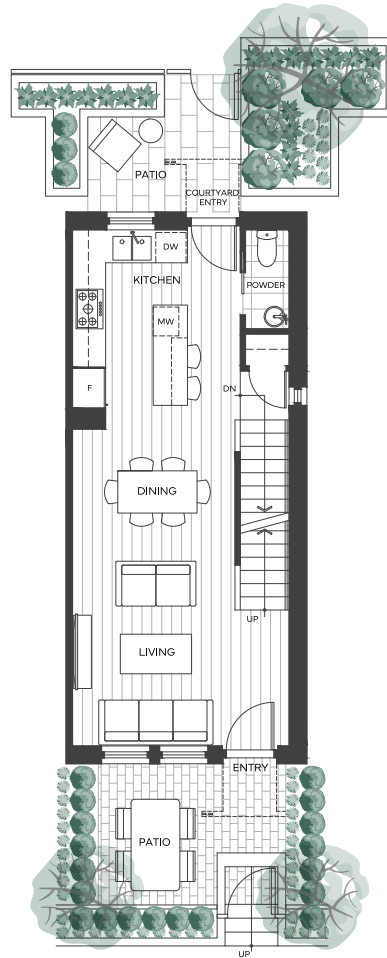 PATIO
COURTYARD
ENTRY
DW
KITCHEN
POWDER
MW
F
DN
DINING
UP
LIVING
ENTRY
PATIO
UP